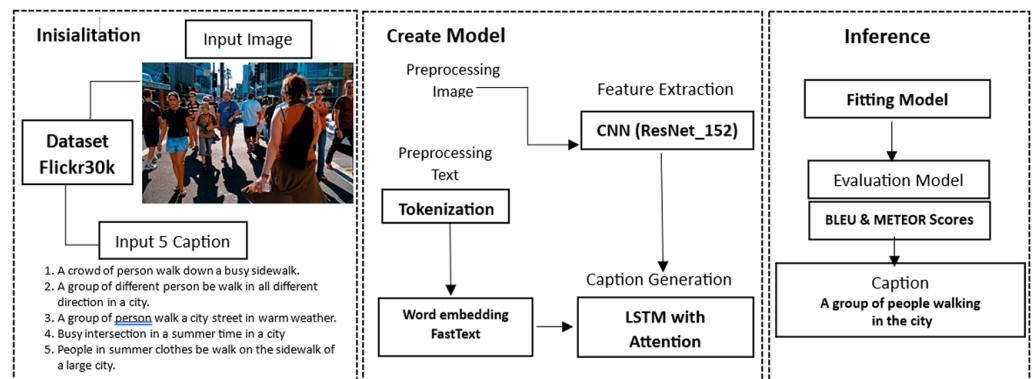 Inisialitation
Input Image
Dataset
Flickr30k
Input 5 Caption
1. A crowd of person walk down a busy sidewalk.
2. A group of different person be walk in all different
direction in a city.
3. A group of person walk a city street in warm weather.
4. Busy intersection in a summer time in a city
5. People in summer clothes be walk on the sidewalk of
a large city.
Create Model
Preprocessing
Image
Feature Extraction
CNN (ResNet_152)
Preprocessing
Text
Tokenization
Caption Generation
Word embedding
FastText
LSTM with
Attention
Inference
Fitting Model
Evaluation Model
BLEU & METEOR Scores
Caption
A group of people walking
in the city